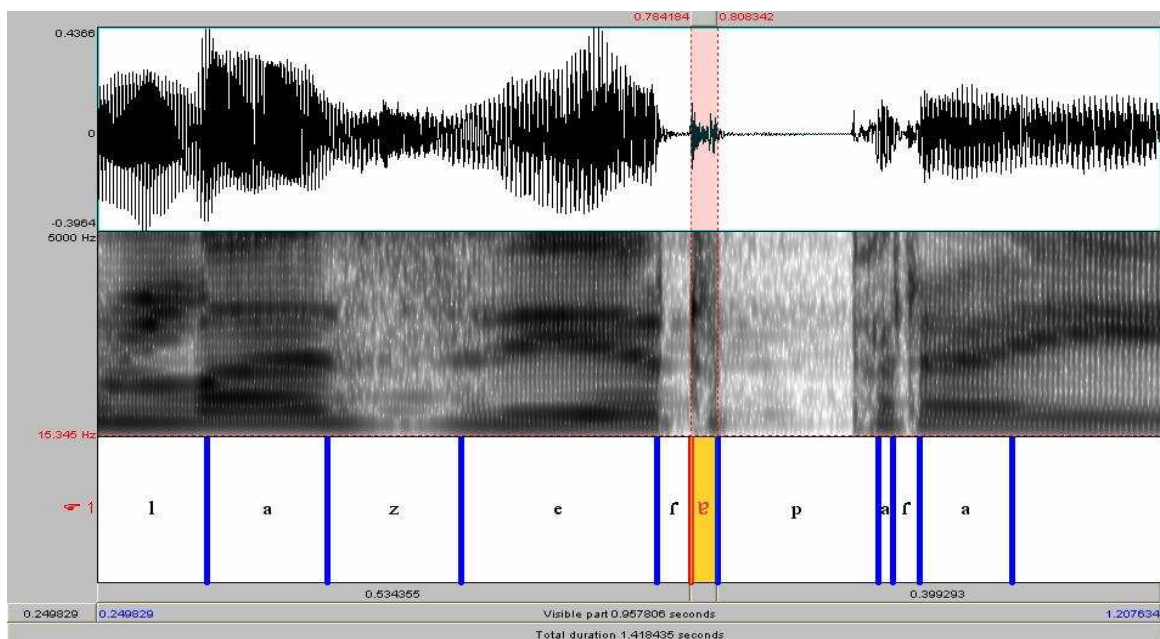 0.784184 0.808342
0.4366
0
-0.3964
5000 Hz
15.345 Hz
☞ 1
l a z e ɾ ɐ p a ɾ a
0.534355 0.399293
0.249829 0.249829 Visible part 0.957806 seconds 1.207634
Total duration 1.418435 seconds